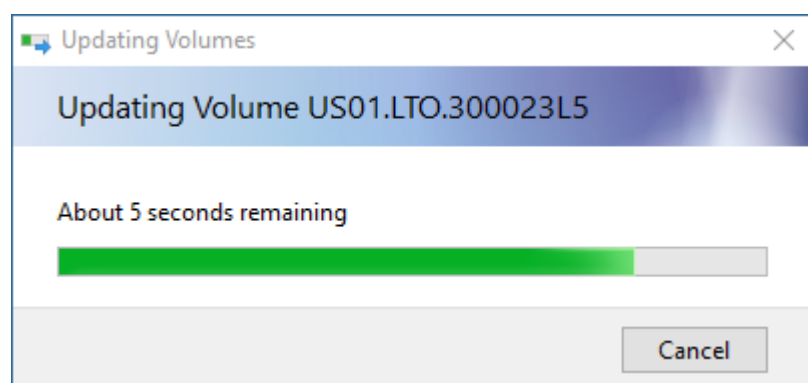 Updating Volumes
Updating Volume US01.LTO.300023L5
About 5 seconds remaining
Cancel